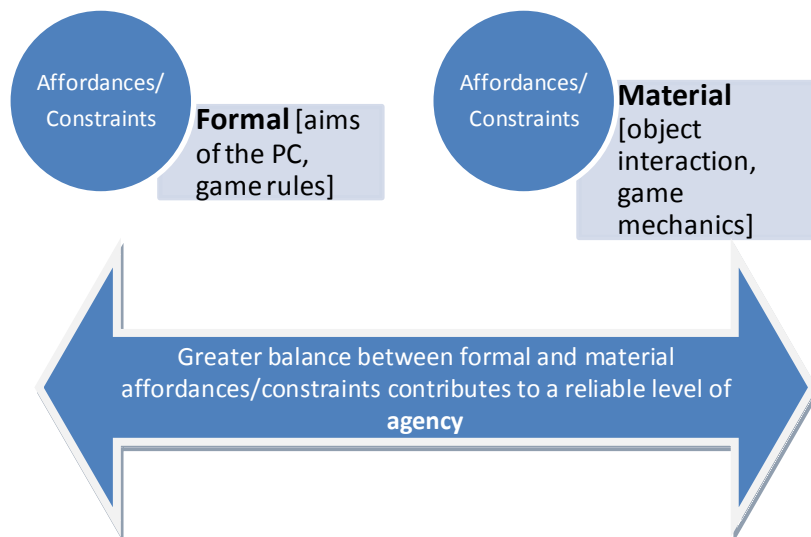 Affordances/
Constraints
Formal [aims
of the PC,
game rules]
Affordances/
Constraints
Material
[object
interaction,
game
mechanics]
Greater balance between formal and material
affordances/constraints contributes to a reliable level of
agency